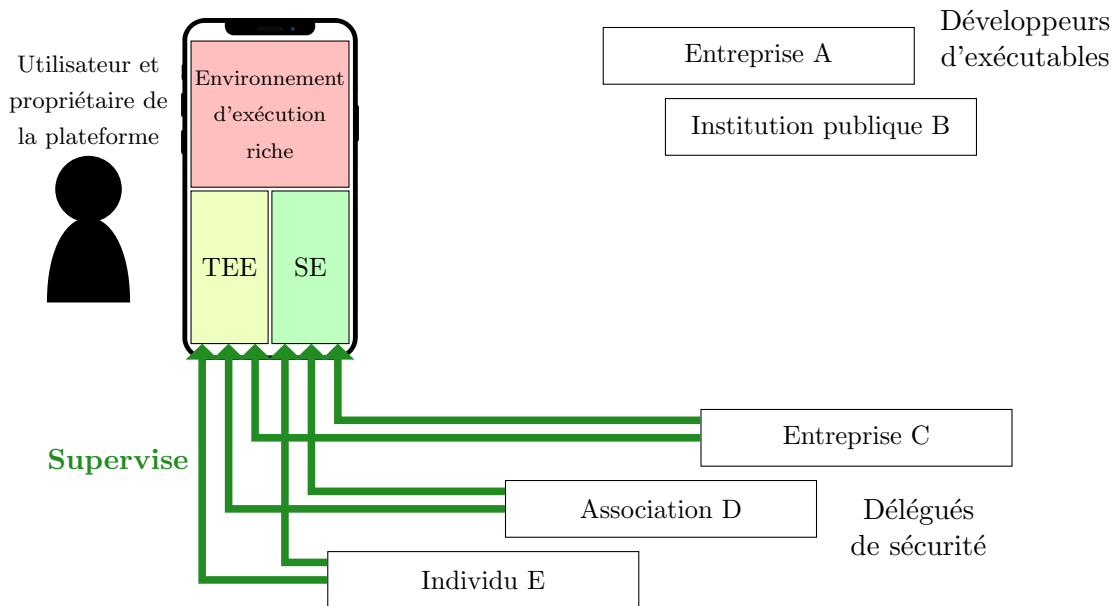 Utilisateur et
propriétaire de
la plateforme
Environnement
d'exécution
riche
TEE
SE
Entreprise A
Institution publique B
Développeurs
d'exécutables
Supervise
Entreprise C
Association D
Individu E
Délégués
de sécurité